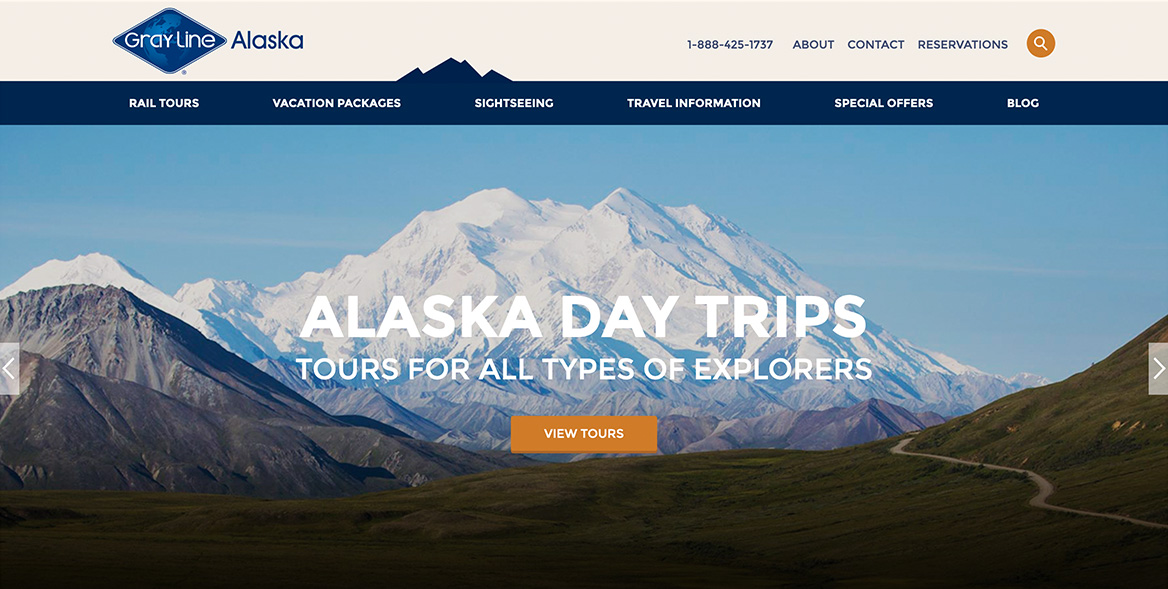 Gray Line Alaska
1-888-425-1737 ABOUT CONTACT RESERVATIONS
RAIL TOURS VACATION PACKAGES SIGHTSEEING TRAVEL INFORMATION SPECIAL OFFERS BLOG
ALASKA DAY TRIPS
TOURS FOR ALL TYPES OF EXPLORERS
VIEW TOURS